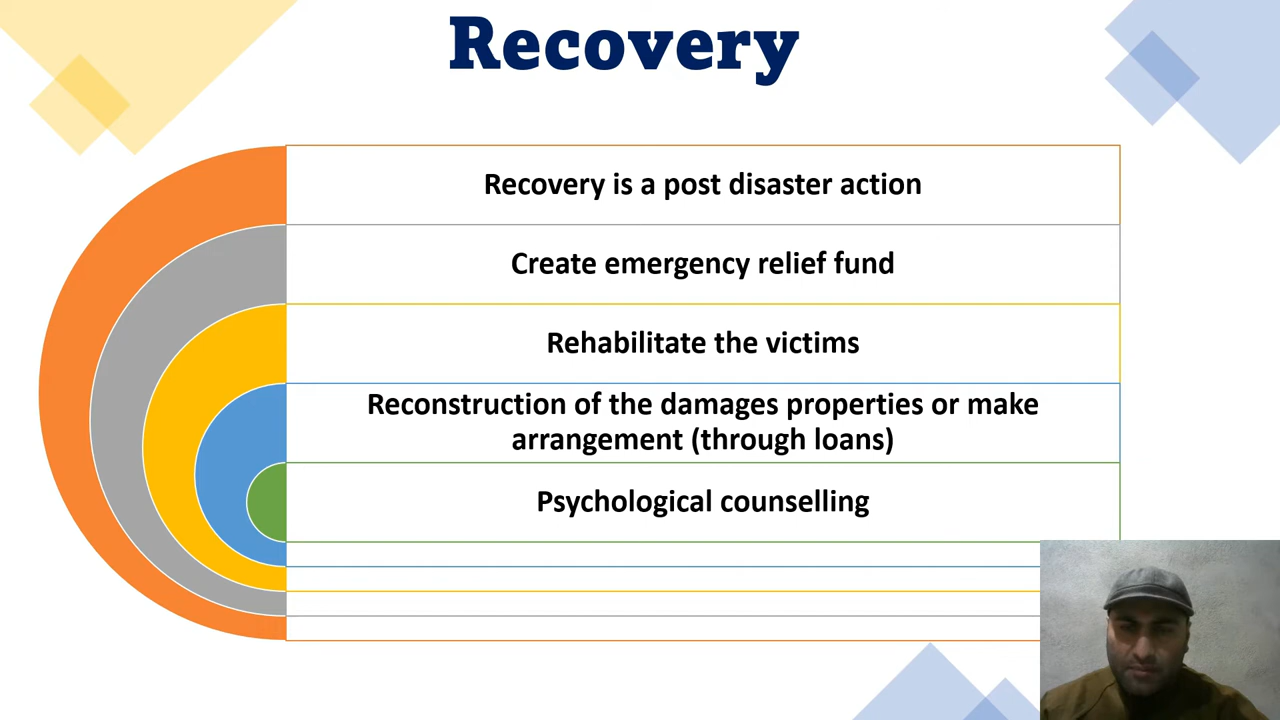 Recovery
Recovery is a post disaster action
Create emergency relief fund
Rehabilitate the victims
Reconstruction of the damages properties or make
arrangement (through loans)
Psychological counselling